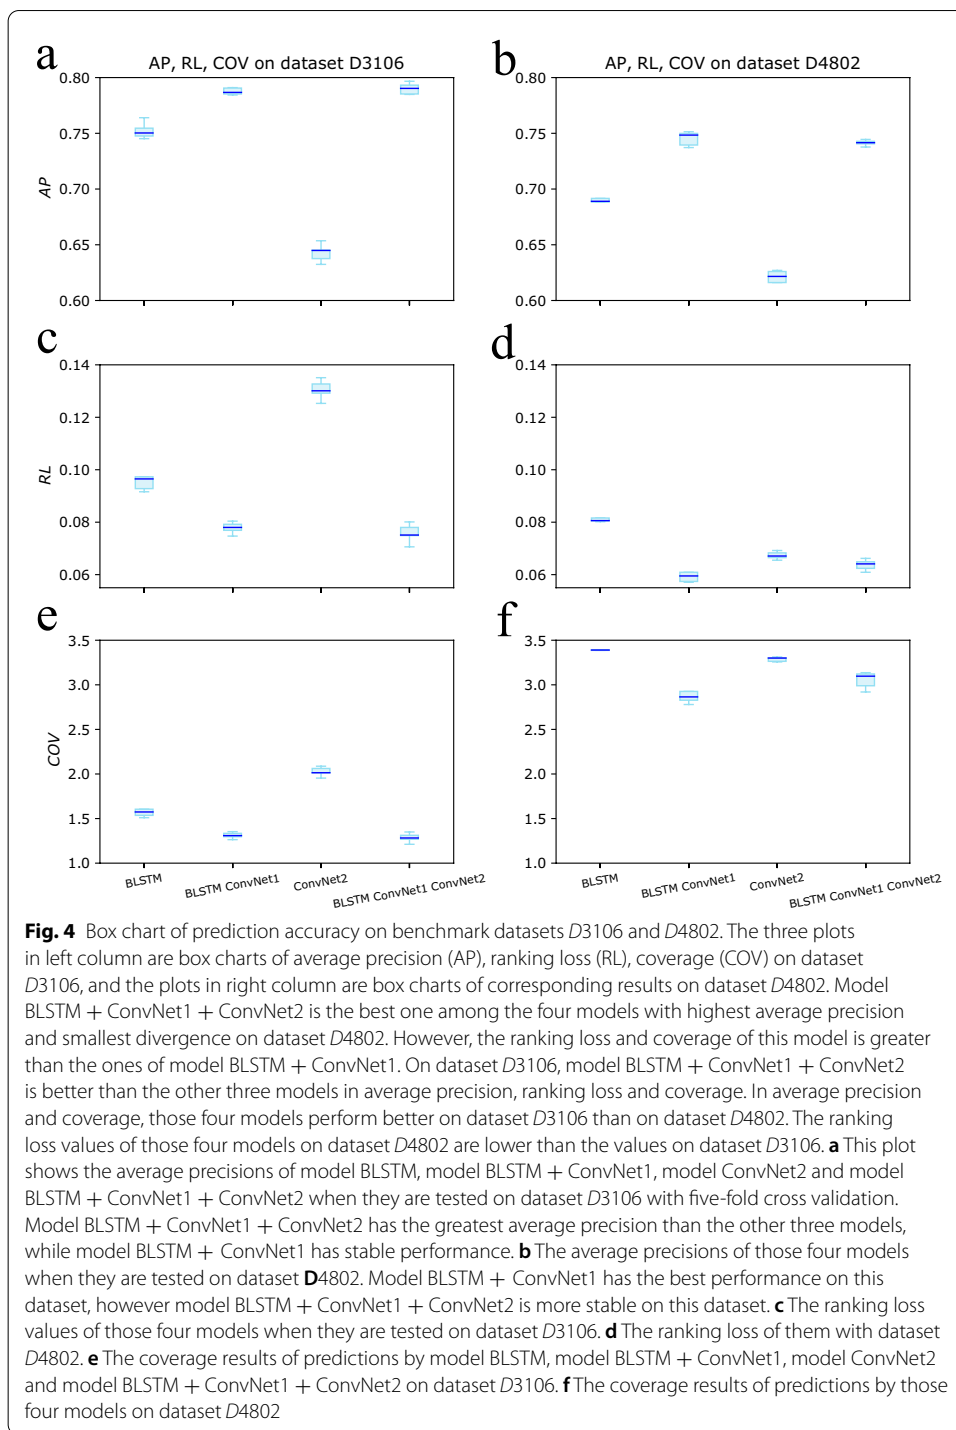 a
AP, RL, COV on dataset D3106
b
AP, RL, COV on dataset D4802
0.80
0.75
0.70
0.65
0.60
AP
0.80
0.75
0.70
0.65
0.60
c
d
0.14
0.12
0.10
0.08
0.06
RL
0.14
0.12
0.10
0.08
0.06
e
f
3.5
3.0
2.5
2.0
1.5
1.0
COV
3.5
3.0
2.5
2.0
1.5
1.0
BLSTM
BLSTM ConvNet1
ConvNet2
BLSTM ConvNet1 ConvNet2
BLSTM
BLSTM ConvNet1
ConvNet2
BLSTM ConvNet1 ConvNet2
Fig. 4 Box chart of prediction accuracy on benchmark datasets D3106 and D4802. The three plots
in left column are box charts of average precision (AP), ranking loss (RL), coverage (COV) on dataset
D3106, and the plots in right column are box charts of corresponding results on dataset D4802. Model
BLSTM + ConvNet1 + ConvNet2 is the best one among the four models with highest average precision
and smallest divergence on dataset D4802. However, the ranking loss and coverage of this model is greater
than the ones of model BLSTM + ConvNet1. On dataset D3106, model BLSTM + ConvNet1 + ConvNet2
is better than the other three models in average precision, ranking loss and coverage. In average precision
and coverage, those four models perform better on dataset D3106 than on dataset D4802. The ranking
loss values of those four models on dataset D4802 are lower than the values on dataset D3106. a This plot
shows the average precisions of model BLSTM, model BLSTM + ConvNet1, model ConvNet2 and model
BLSTM + ConvNet1 + ConvNet2 when they are tested on dataset D3106 with five-fold cross validation.
Model BLSTM + ConvNet1 + ConvNet2 has the greatest average precision than the other three models,
while model BLSTM + ConvNet1 has stable performance. b The average precisions of those four models
when they are tested on dataset D4802. Model BLSTM + ConvNet1 has the best performance on this
dataset, however model BLSTM + ConvNet1 + ConvNet2 is more stable on this dataset. c The ranking loss
values of those four models when they are tested on dataset D3106. d The ranking loss of them with dataset
D4802. e The coverage results of predictions by model BLSTM, model BLSTM + ConvNet1, model ConvNet2
and model BLSTM + ConvNet1 + ConvNet2 on dataset D3106. f The coverage results of predictions by those
four models on dataset D4802